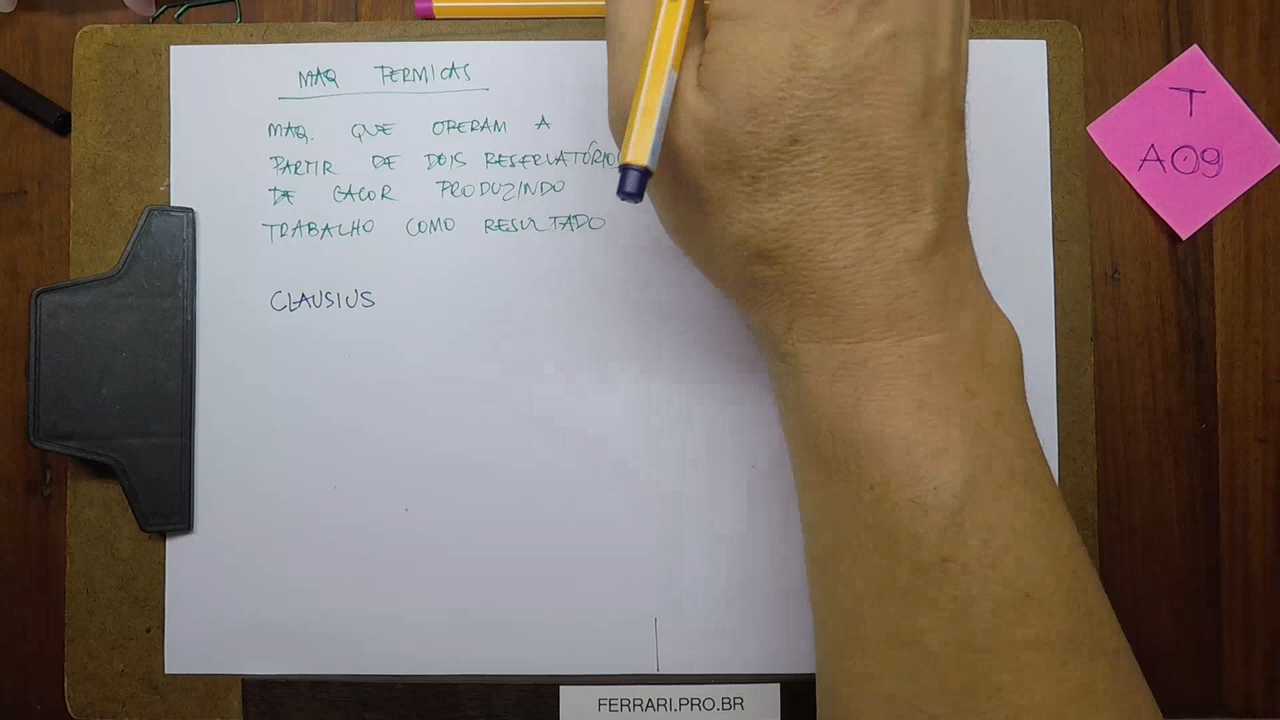 MAQ TERMICAS
MAQ. QUE OPERAM A
PARTIR DE DOIS RESERVATÓRIOS
DE CALOR PRODUZINDO
TRABALHO COMO RESULTADO
CLAUSIUS
T
A09
FERRARI.PRO.BR